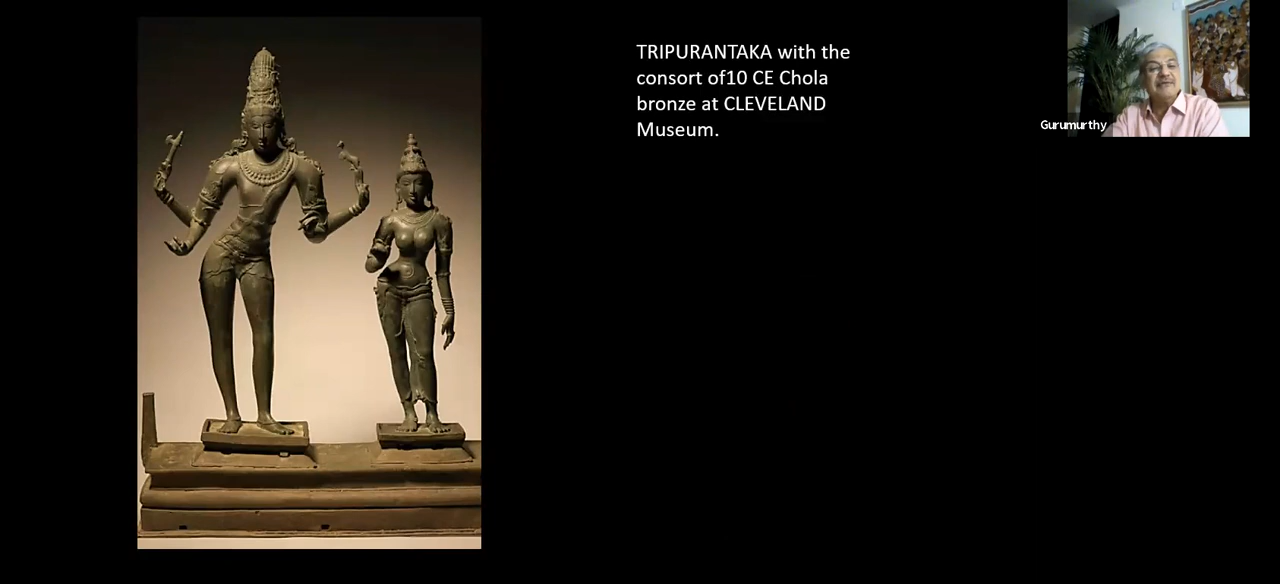 TRIPURANTAKA with the
consort of10 CE Chola
bronze at CLEVELAND
Museum.
Gurumurthy